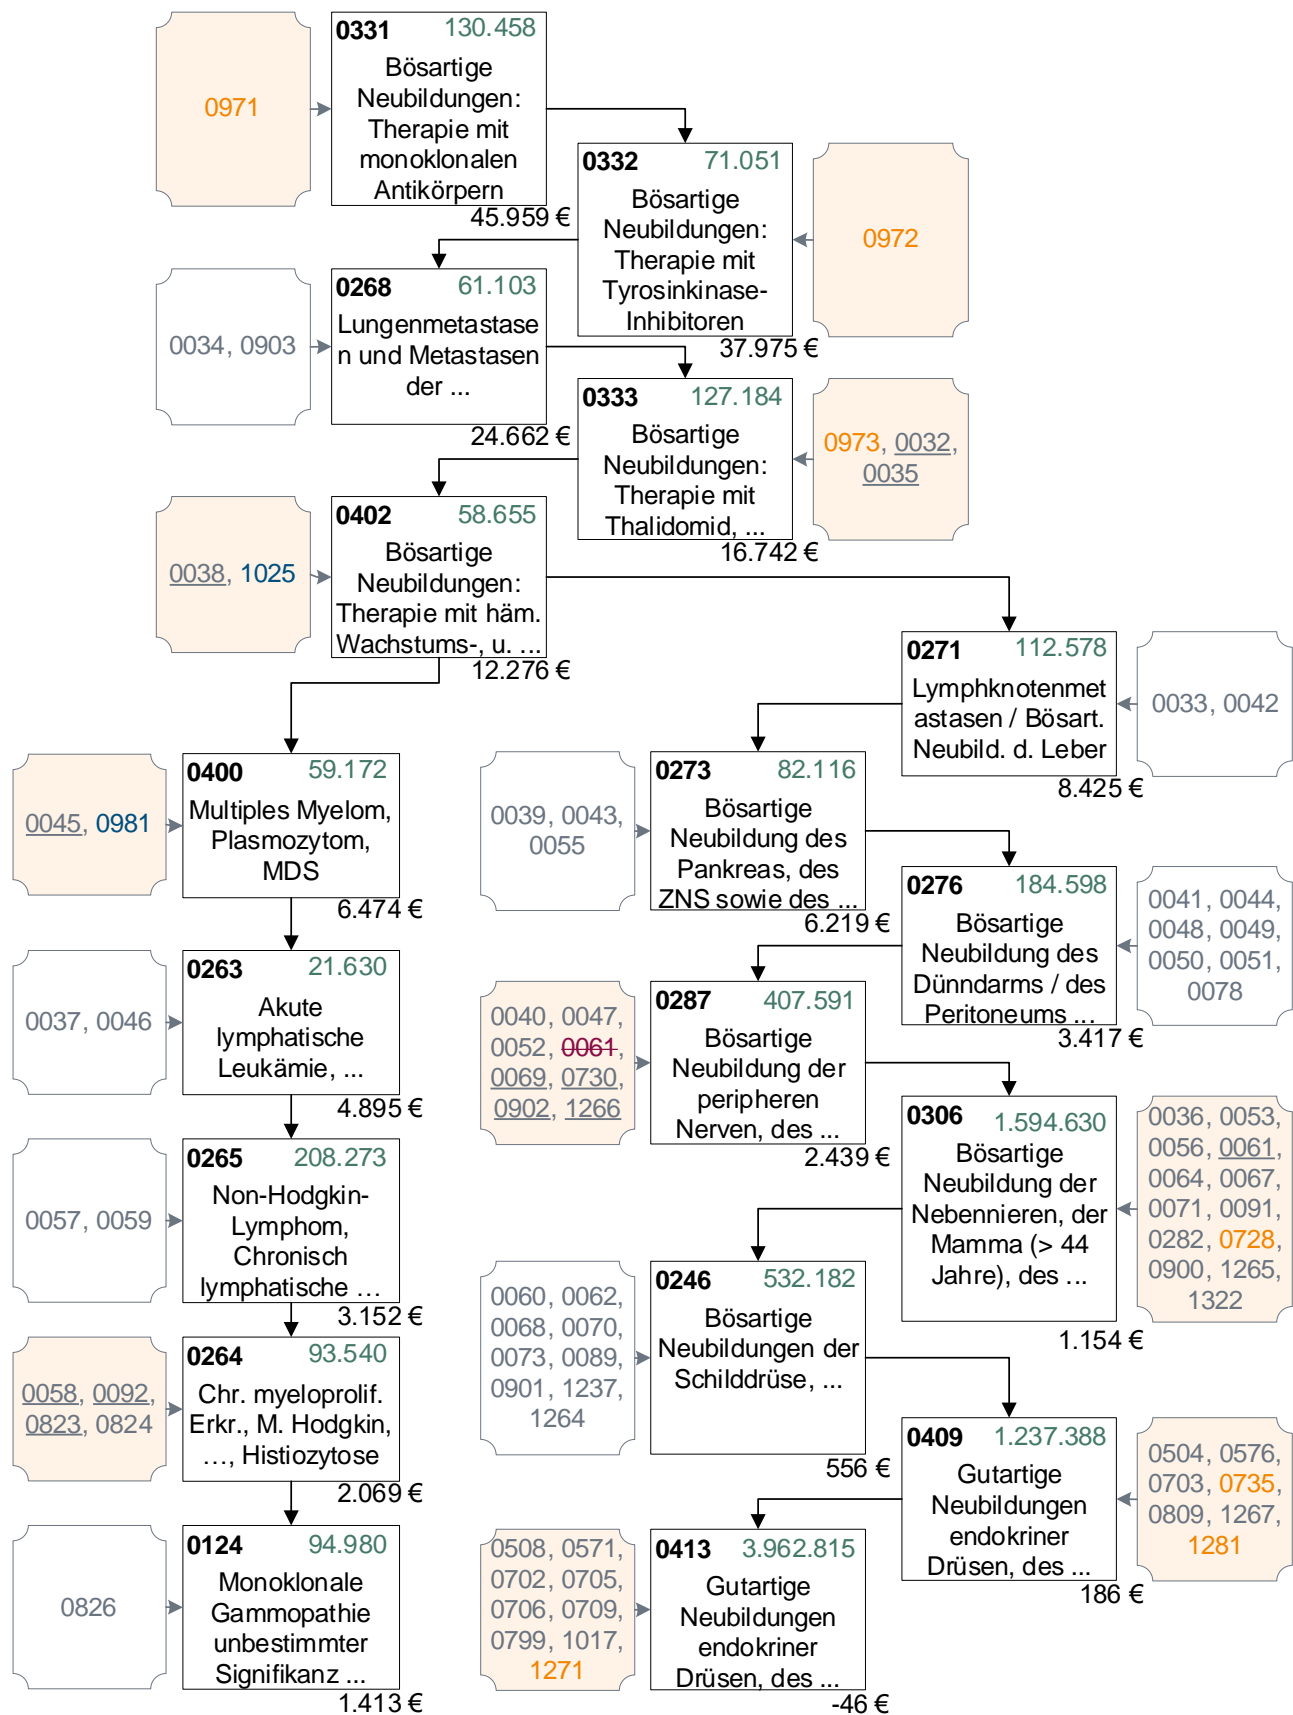 0971
0331 130.458
Bösartige
Neubildungen:
Therapie mit
monoklonalen
Antikörpern
45.959 €
0332 71.051
Bösartige
Neubildungen:
Therapie mit
Tyrosinkinase-
Inhibitoren
37.975 €
0972
0034, 0903
0268 61.103
Lungenmetastase
n und Metastasen
der ...
24.662 €
0333 127.184
Bösartige
Neubildungen:
Therapie mit
Thalidomid, ...
16.742 €
0973, 0032,
0035
0038, 1025
0402 58.655
Bösartige
Neubildungen:
Therapie mit häm.
Wachstums-, u. ...
12.276 €
0271 112.578
Lymphknotenmet
astasen / Bösart.
Neubild. d. Leber
8.425 €
0033, 0042
0045, 0981
0400 59.172
Multiples Myelom,
Plasmozytom,
MDS
6.474 €
0039, 0043,
0055
0273 82.116
Bösartige
Neubildung des
Pankreas, des
ZNS sowie des ...
6.219 €
0276 184.598
Bösartige
Neubildung des
Dünndarms / des
Peritoneums ...
3.417 €
0041, 0044,
0048, 0049,
0050, 0051,
0078
0037, 0046
0263 21.630
Akute
lymphatische
Leukämie, ...
4.895 €
0040, 0047,
0052, 0061,
0069, 0730,
0902, 1266
0287 407.591
Bösartige
Neubildung der
peripheren
Nerven, des ...
2.439 €
0306 1.594.630
Bösartige
Neubildung der
Nebennieren, der
Mamma (> 44
Jahre), des ...
1.154 €
0036, 0053,
0056, 0061,
0064, 0067,
0071, 0091,
0282, 0728,
0900, 1265,
1322
0057, 0059
0265 208.273
Non-Hodgkin-
Lymphom,
Chronisch
lymphatische ...
3.152 €
0060, 0062,
0068, 0070,
0073, 0089,
0901, 1237,
1264
0246 532.182
Bösartige
Neubildungen der
Schilddrüse, ...
556 €
0058, 0092,
0823, 0824
0264 93.540
Chr. myeloprolif.
Erkr., M. Hodgkin,
..., Histiozytose
2.069 €
0409 1.237.388
Gutartige
Neubildungen
endokriner
Drüsen, des ...
186 €
0504, 0576,
0703, 0735,
0809, 1267,
1281
0826
0124 94.980
Monoklonale
Gammopathie
unbestimmter
Signifikanz ...
1.413 €
0508, 0571,
0702, 0705,
0706, 0709,
0799, 1017,
1271
0413 3.962.815
Gutartige
Neubildungen
endokriner
Drüsen, des ...
-46 €